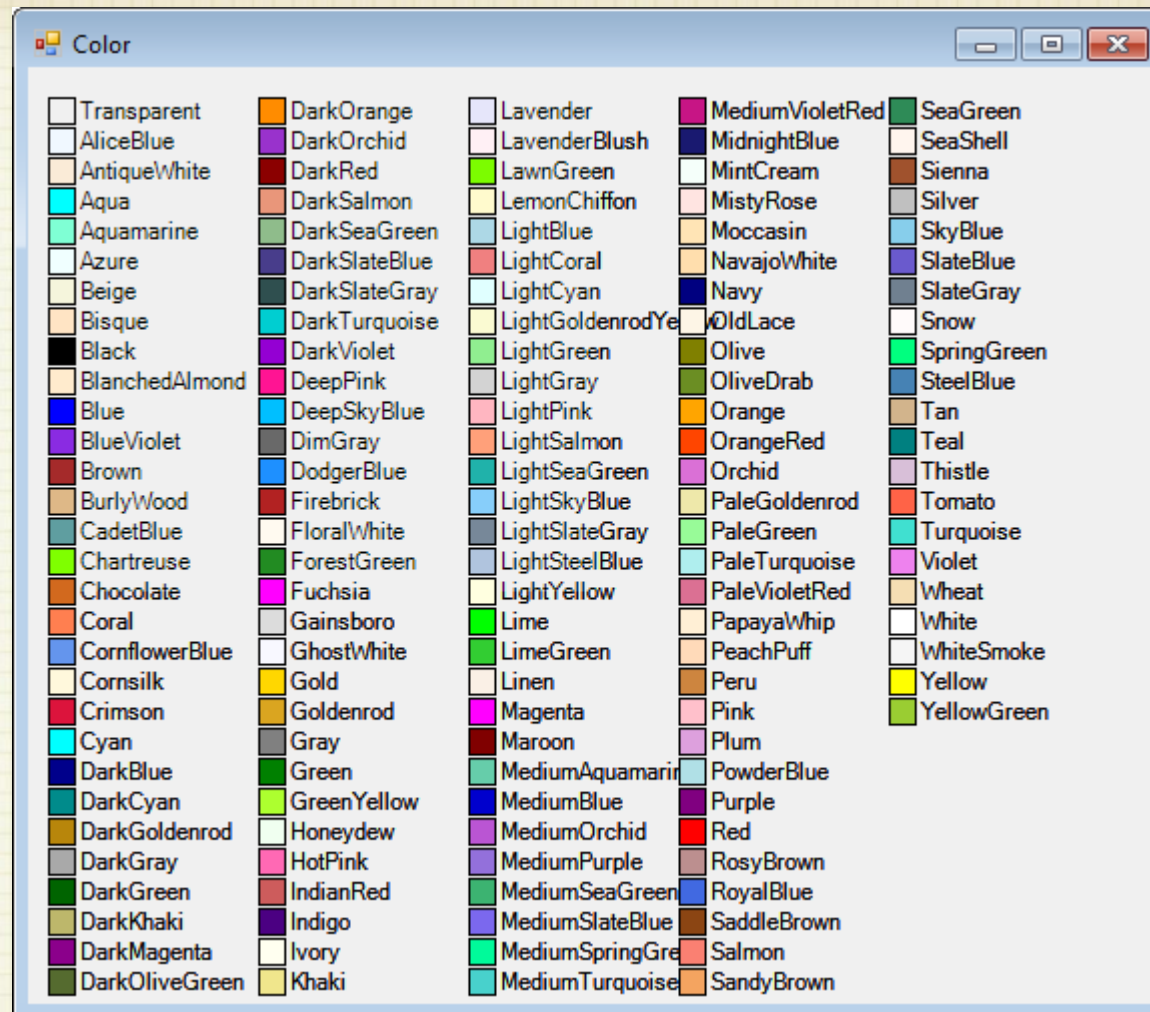 Color
Transparent
AliceBlue
AntiqueWhite
Aqua
Aquamarine
Azure
Beige
Bisque
Black
BlanchedAlmond
Blue
BlueViolet
Brown
BurlyWood
CadetBlue
Chartreuse
Chocolate
Coral
CornflowerBlue
Cornsilk
Crimson
Cyan
DarkBlue
DarkCyan
DarkGoldenrod
DarkGray
DarkGreen
DarkKhaki
DarkMagenta
DarkOliveGreen
DarkOrange
DarkOrchid
DarkRed
DarkSalmon
DarkSeaGreen
DarkSlateBlue
DarkSlateGray
DarkTurquoise
DarkViolet
DeepPink
DeepSkyBlue
DimGray
DodgerBlue
Firebrick
FloralWhite
ForestGreen
Fuchsia
Gainsboro
GhostWhite
Gold
Goldenrod
Gray
Green
GreenYellow
Honeydew
HotPink
IndianRed
Indigo
Ivory
Khaki
Lavender
LavenderBlush
LawnGreen
LemonChiffon
LightBlue
LightCoral
LightCyan
LightGreen
LightGray
LightPink
LightSalmon
LightSeaGreen
LightSkyBlue
LightSlateGray
LightSteelBlue
LightYellow
Lime
LimeGreen
Linen
Magenta
Maroon
MediumAquamarin
MediumBlue
MediumOrchid
MediumPurple
MediumSeaGreen
MediumSlateBlue
MediumSpringGre
MediumTurquoise
MediumVioletRed
MidnightBlue
MintCream
MistyRose
Moccasin
NavajoWhite
Navy
OldLace
Olive
OliveDrab
Orange
OrangeRed
Orchid
PaleGoldenrod
PaleGreen
PaleTurquoise
PaleVioletRed
PapayaWhip
PeachPuff
Peru
Pink
Plum
PowderBlue
Purple
Red
RosyBrown
RoyalBlue
SaddleBrown
Salmon
SandyBrown
SeaGreen
SeaShell
Sienna
Silver
SkyBlue
SlateBlue
SlateGray
Snow
SpringGreen
SteelBlue
Tan
Teal
Thistle
Tomato
Turquoise
Violet
Wheat
White
WhiteSmoke
Yellow
YellowGreen